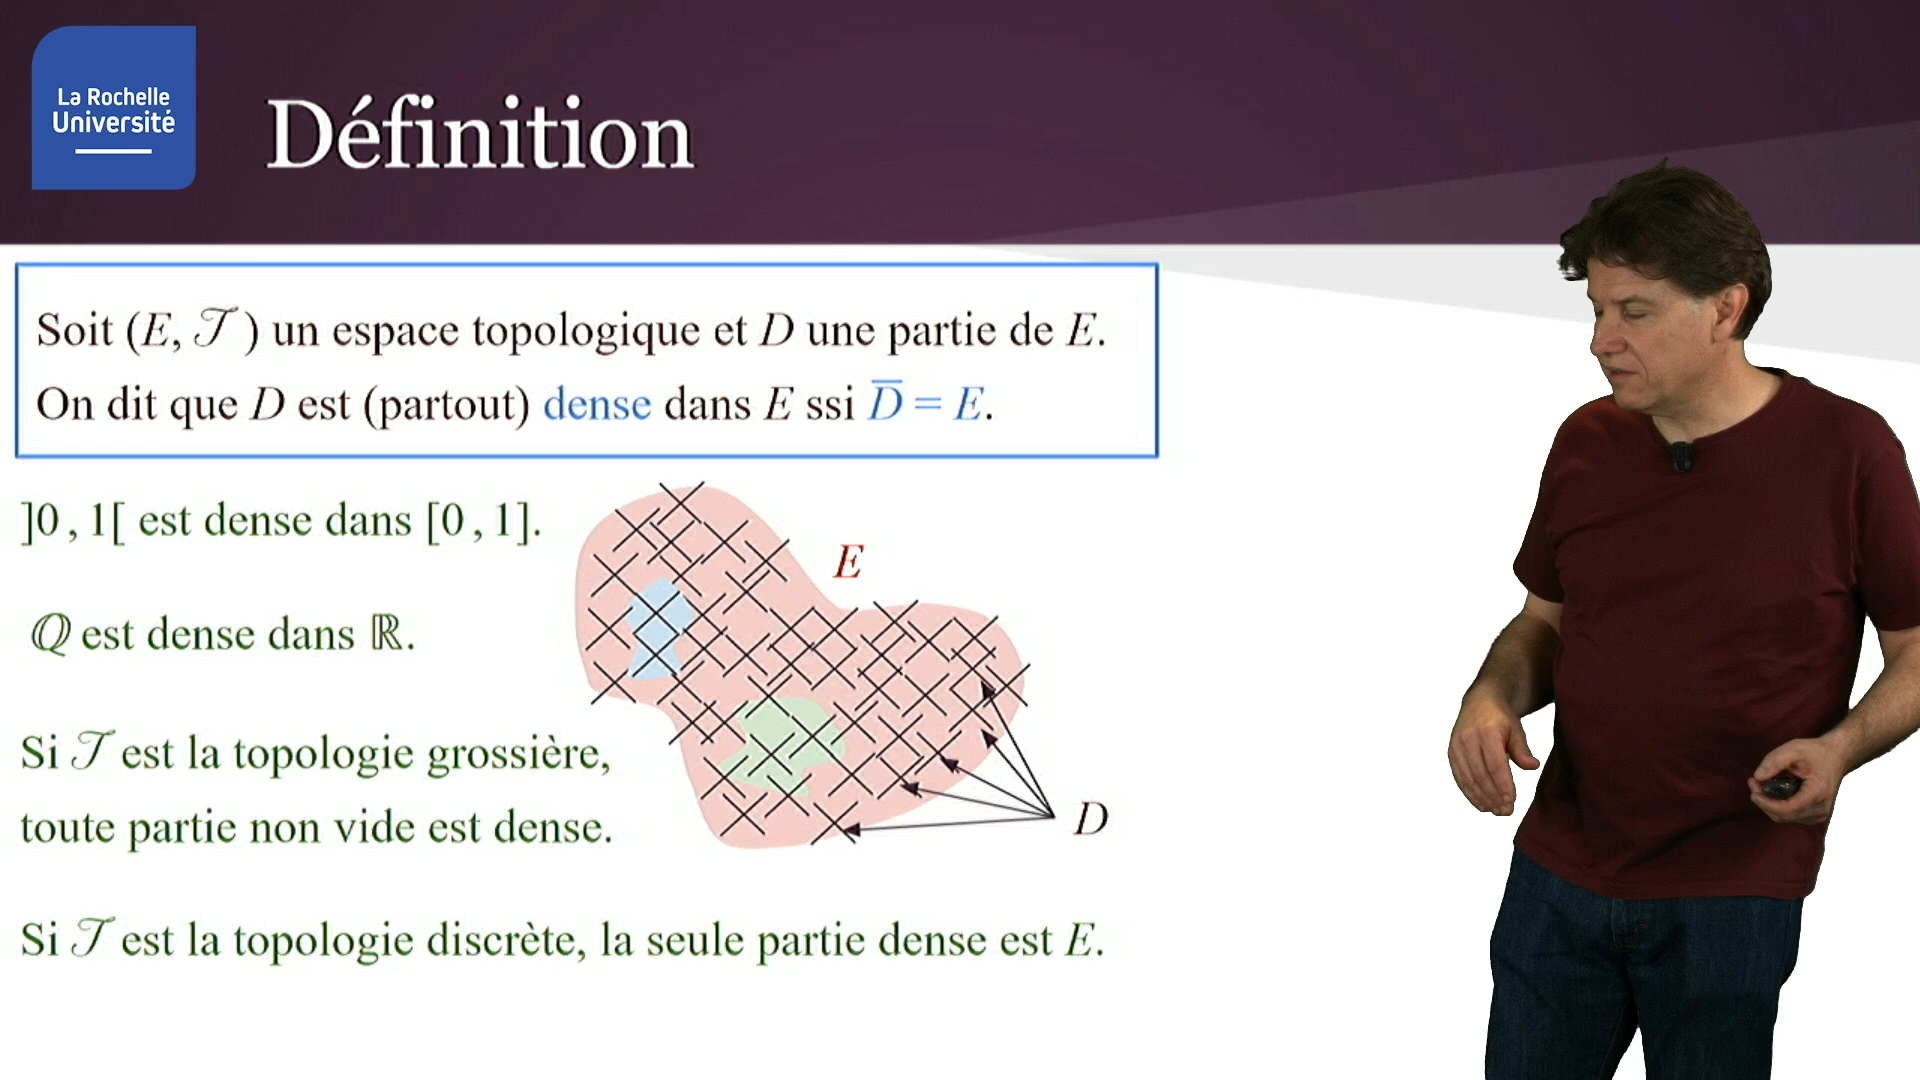 La Rochelle
Université
Définition
Soit (E, 𝒯 ) un espace topologique et D une partie de E.
On dit que D est (partout) dense dans E ssi D̅ = E.
]0 , 1[ est dense dans [0 , 1].
E
ℚ est dense dans ℝ.
Si 𝒯 est la topologie grossière,
toute partie non vide est dense.
D
Si 𝒯 est la topologie discrète, la seule partie dense est E.